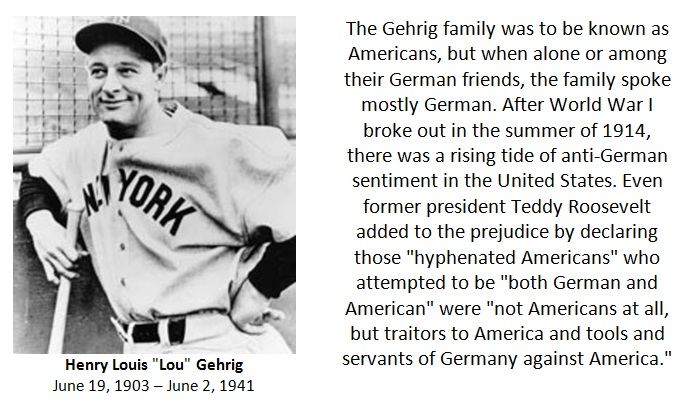 N.YORK
Henry Louis "Lou" Gehrig
June 19, 1903 – June 2, 1941
The Gehrig family was to be known as
Americans, but when alone or among
their German friends, the family spoke
mostly German. After World War I
broke out in the summer of 1914,
there was a rising tide of anti-German
sentiment in the United States. Even
former president Teddy Roosevelt
added to the prejudice by declaring
those "hyphenated Americans" who
attempted to be "both German and
American" were "not Americans at all,
but traitors to America and tools and
servants of Germany against America."